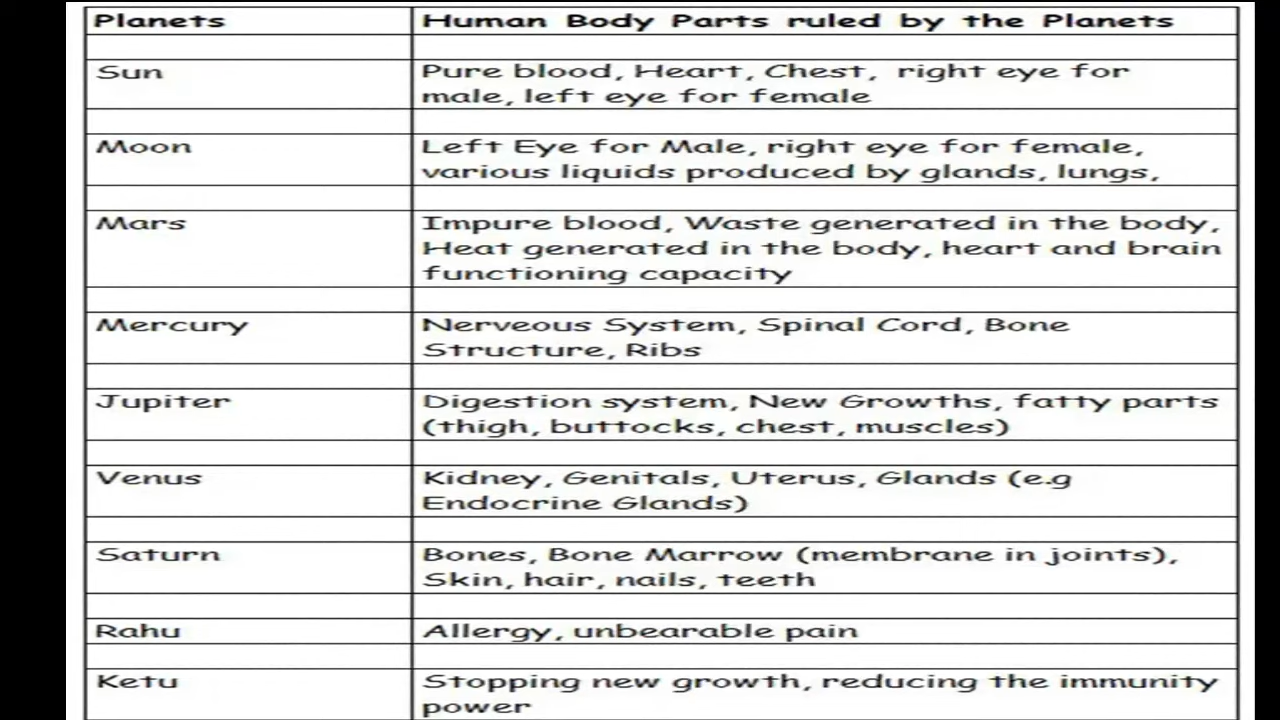 Planets Human Body Parts ruled by the Planets
Sun Pure blood, Heart, Chest, right eye for
male, left eye for female
Moon Left Eye for Male, right eye for female,
various liquids produced by glands, lungs,
Mars Impure blood, Waste generated in the body,
Heat generated in the body, heart and brain
functioning capacity
Mercury Nerveous System, Spinal Cord, Bone
Structure, Ribs
Jupiter Digestion system, New Growths, fatty parts
(thigh, buttocks, chest, muscles)
Venus Kidney, Genitals, Uterus, Glands (e.g
Endocrine Glands)
Saturn Bones, Bone Marrow (membrane in joints),
Skin, hair, nails, teeth
Rahu Allergy, unbearable pain
Ketu Stopping new growth, reducing the immunity
power